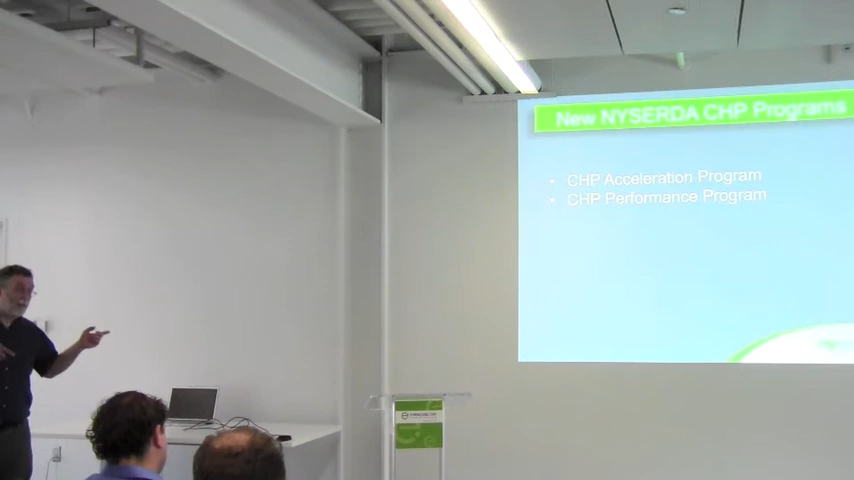 New NYSERDA CHP Programs
• CHP Acceleration Program
• CHP Performance Program